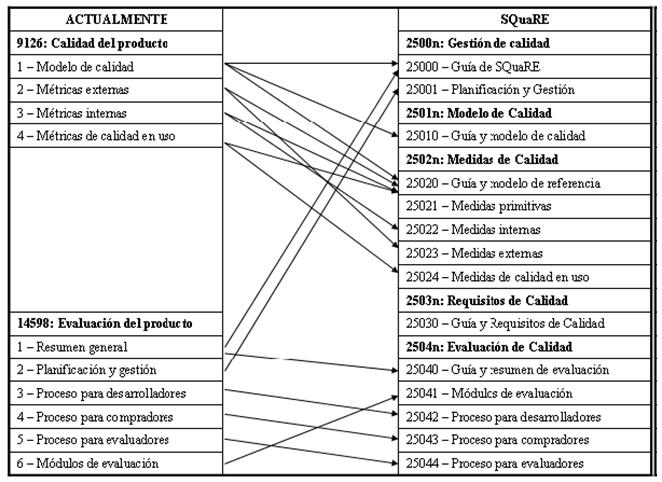 ACTUALMENTE
9126: Calidad del producto
1 – Modelo de calidad
2 – Métricas externas
3 – Métricas internas
4 – Métricas de calidad en uso
14598: Evaluación del producto
1 – Resumen general
2 – Planificación y gestión
3 – Proceso para desarrolladores
4 – Proceso para compradores
5 – Proceso para evaluadores
6 – Módulos de evaluación
SQuaRE
2500n: Gestión de calidad
25000 – Guía de SQuaRE
25001 – Planificación y Gestión
2501n: Modelo de Calidad
25010 – Guía y modelo de calidad
2502n: Medidas de Calidad
25020 – Guía y modelo de referencia
25021 – Medidas primitivas
25022 – Medidas internas
25023 – Medidas externas
25024 – Medidas de calidad en uso
2503n: Requisitos de Calidad
25030 – Guía y Requisitos de Calidad
2504n: Evaluación de Calidad
25040 – Guía y resumen de evaluación
25041 – Módulos de evaluación
25042 – Proceso para desarrolladores
25043 – Proceso para compradores
25044 – Proceso para evaluadores